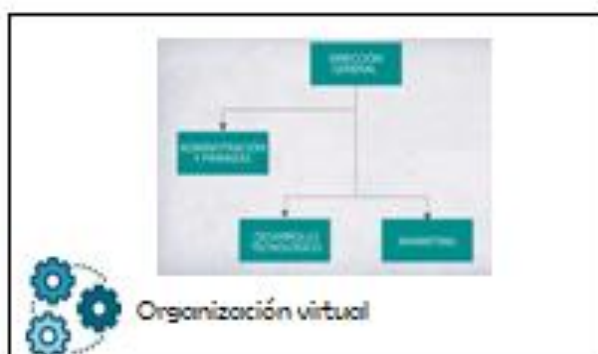 DIRECCIÓN
GENERAL
ADMINISTRACIÓN
Y FINANZAS
DESARROLLO
TECNOLÓGICO
MARKETING
Organización virtual